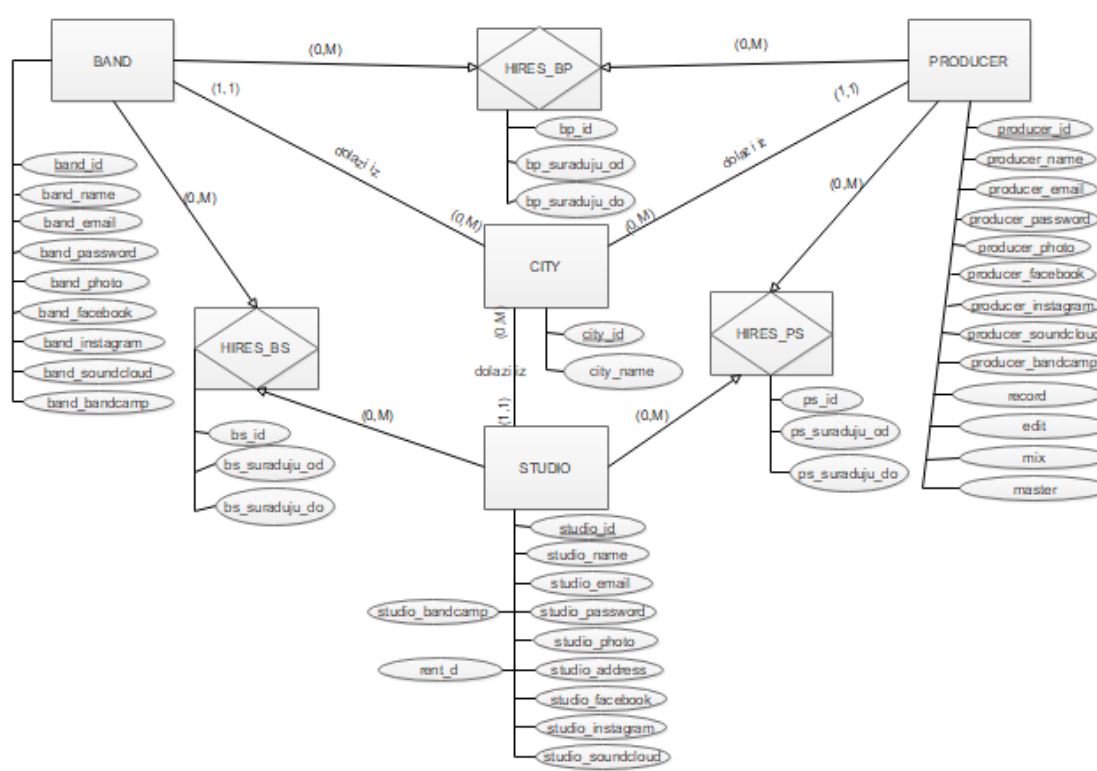 BAND
(0,M)
HIRES_BP
(0,M)
PRODUCER
(1,1)
(1,1)
bp_id
bp_suraduju_od
bp_suraduju_do
dolazi iz
dolazi iz
(0,M)
(0,M)
(0,M)
(0,M)
band_id
band_name
band_email
band_password
band_photo
band_facebook
band_instagram
band_soundcloud
band_bandcamp
producer_id
producer_name
producer_email
producer_password
producer_photo
producer_facebook
producer_instagram
producer_soundcloud
producer_bandcamp
record
edit
mix
master
CITY
city_id
city_name
(0,M)
dolazi iz
(1,1)
HIRES_BS
bs_id
bs_suraduju_od
bs_suraduju_do
(0,M)
HIRES_PS
ps_id
ps_suraduju_od
ps_suraduju_do
(0,M)
STUDIO
studio_id
studio_name
studio_email
studio_bandcamp
studio_password
studio_photo
rent_d
studio_address
studio_facebook
studio_instagram
studio_soundcloud